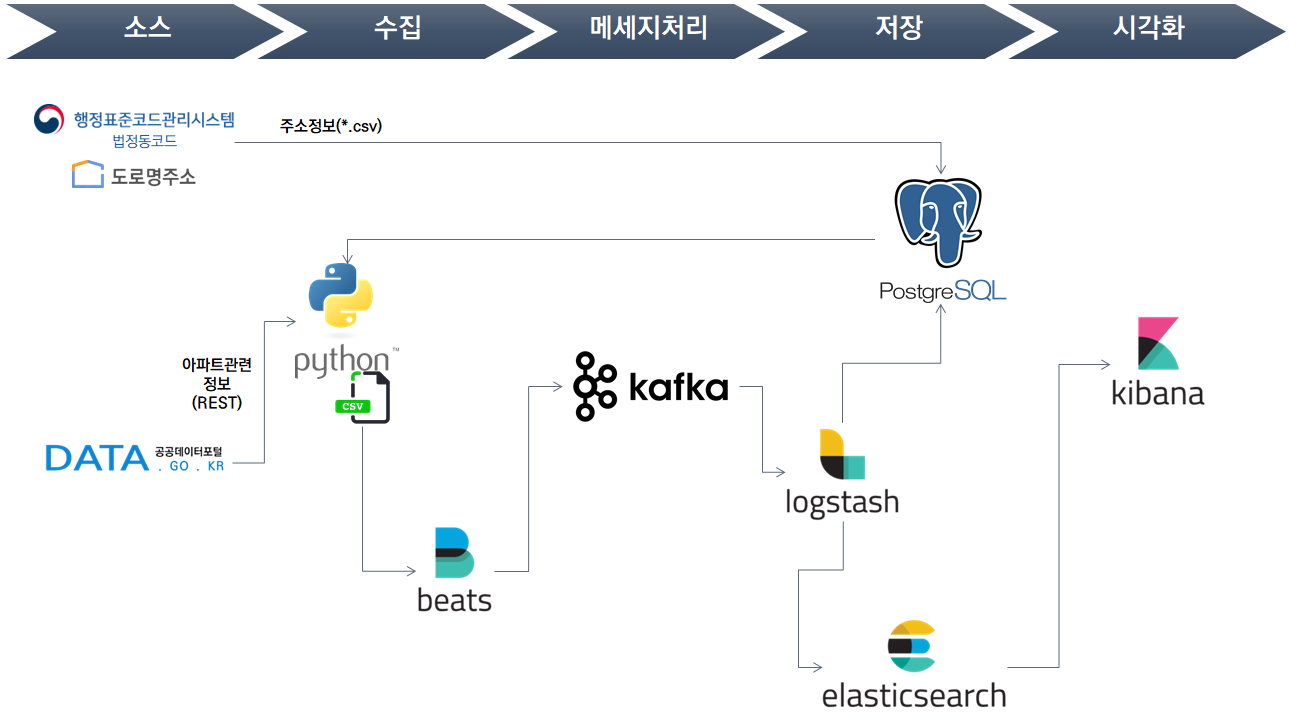 소스
수집
메세지처리
저장
시각화
행정표준코드관리시스템
법정동코드
도로명주소
주소정보(*.csv)
PostgreSQL
python™
CSV
아파트관련
정보
(REST)
DATA 공공데이터포털
. GO . KR
kafka
kibana
logstash
beats
elasticsearch